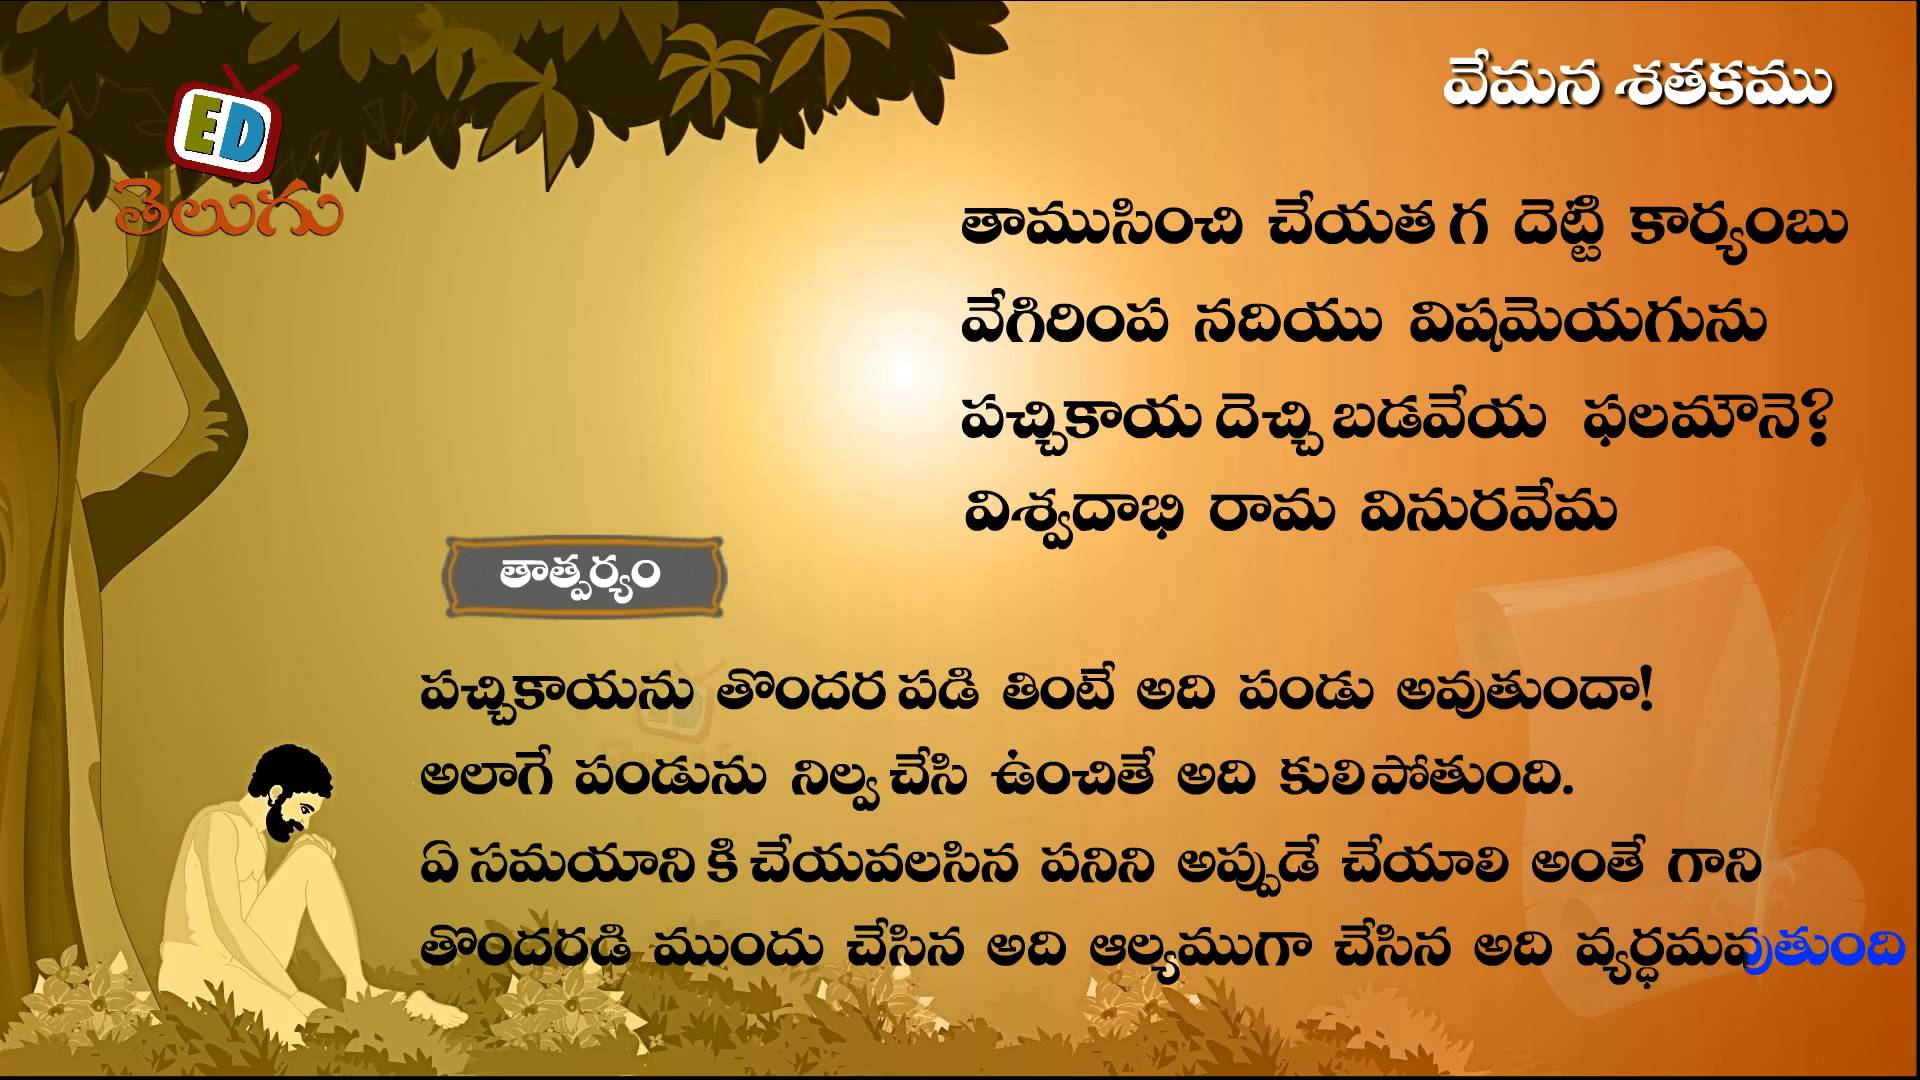 ED
తెలుగు
వేమన శతకము
తాముసించి చేయత గ దెట్టి కార్యంబు
వేగిరింప నదియు విషమెయగును
పచ్చికాయ దెచ్చి బడవేయ ఫలమౌనె?
విశ్వదాభి రామ వినురవేమ
తాత్పర్యం
పచ్చికాయను తొందర పడి తింటే అది పండు అవుతుందా!
అలాగే పండును నిల్వ చేసి ఉంచితే అది కులిపోతుంది.
ఏ సమయాని కి చేయవలసిన పనిని అప్పుడే చేయాలి అంతే గాని
తొందరడి ముందు చేసిన అది ఆల్యముగా చేసిన అది వ్యర్ధమవుతుంది